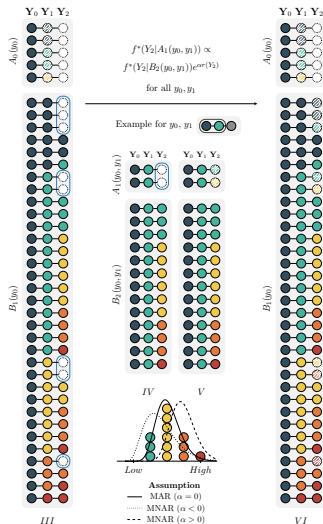 Y₀ Y₁ Y₂
A₀(y₀)
B₁(y₀)
III
f*(Y₂|A₁(y₀, y₁)) ∝
f*(Y₂|B₂(y₀, y₁))e^{αr(Y₂)}
for all y₀, y₁
Example for y₀, y₁
Y₀ Y₁ Y₂ Y₀ Y₁ Y₂
A₁(y₀, y₁)
B₂(y₀, y₁)
IV V
Low High
Assumption
MAR (α = 0)
MNAR (α < 0)
MNAR (α > 0)
Y₀ Y₁ Y₂
A₀(y₀)
B₁(y₀)
VI